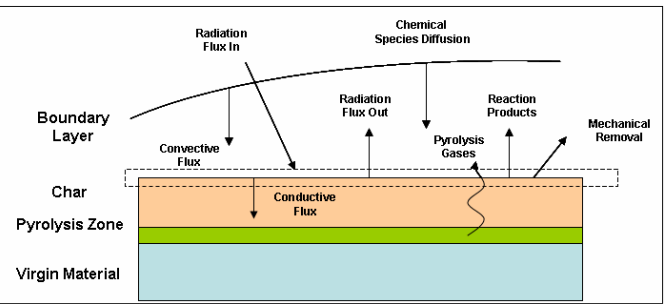 Chemical
Species Diffusion
Radiation
Flux In
Boundary
Layer
Radiation
Flux Out
Reaction
Products
Mechanical
Removal
Convective
Flux
Pyrolysis
Gases
Char
Conductive
Flux
Pyrolysis Zone
Virgin Material